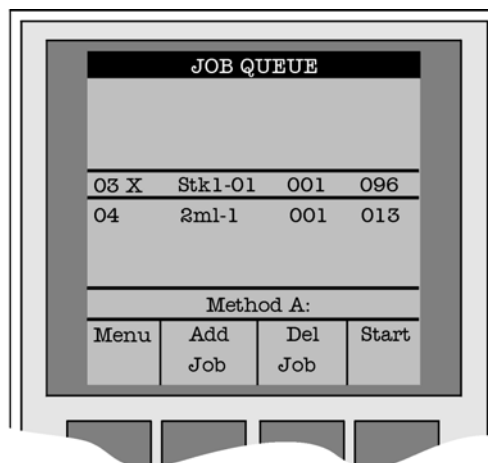 JOB QUEUE
03 X Stk1-01 001 096
04 2ml-1 001 013
Method A:
Menu Add Job Del Job Start